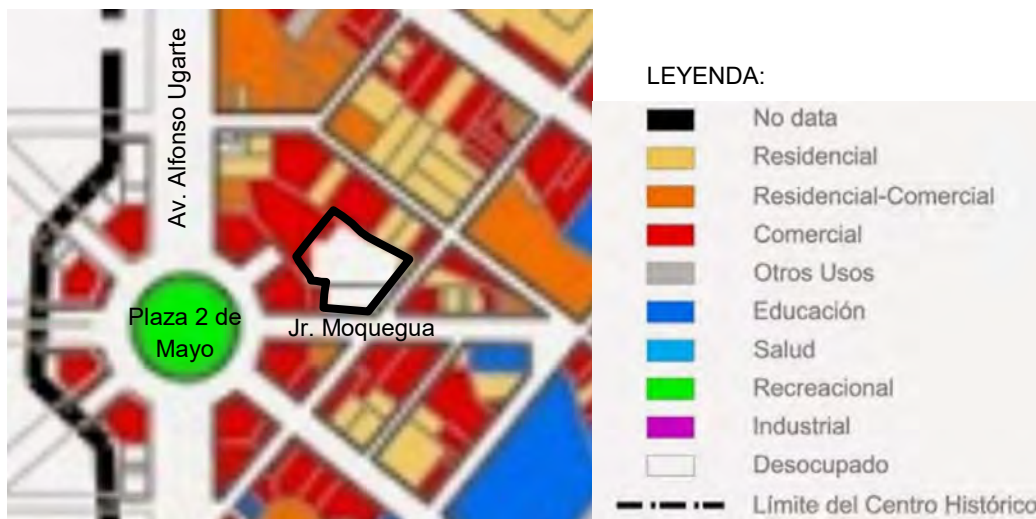 Av. Alfonso Ugarte
Plaza 2 de
Mayo
Jr. Moquegua
LEYENDA:
No data
Residencial
Residencial-Comercial
Comercial
Otros Usos
Educación
Salud
Recreacional
Industrial
Desocupado
Límite del Centro Histórico